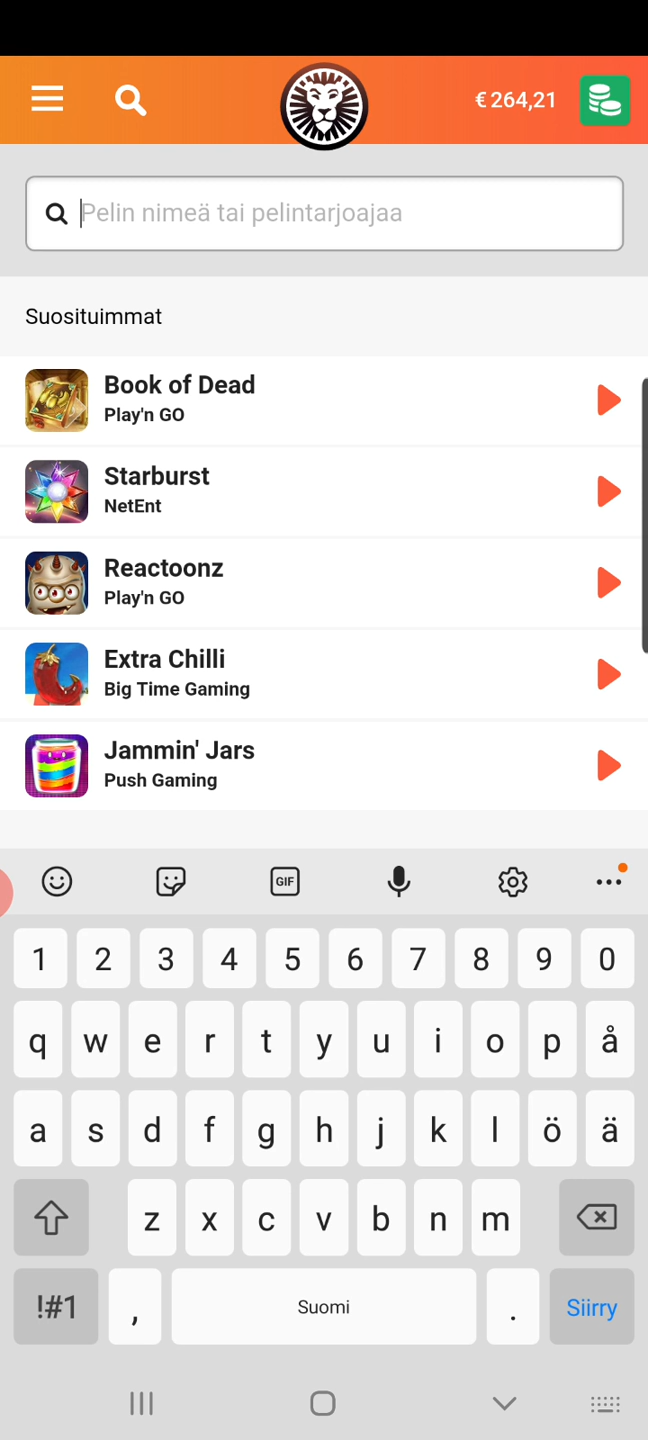 € 264,21
Pelin nimeä tai pelintarjoajaa
Suosituimmat
Book of Dead
Play'n GO
Starburst
NetEnt
Reactoonz
Play'n GO
Extra Chilli
Big Time Gaming
Jammin' Jars
Push Gaming
GIF
1 2 3 4 5 6 7 8 9 0
q w e r t y u i o p å
a s d f g h j k l ö ä
z x c v b n m
!#1 , Suomi . Siirry